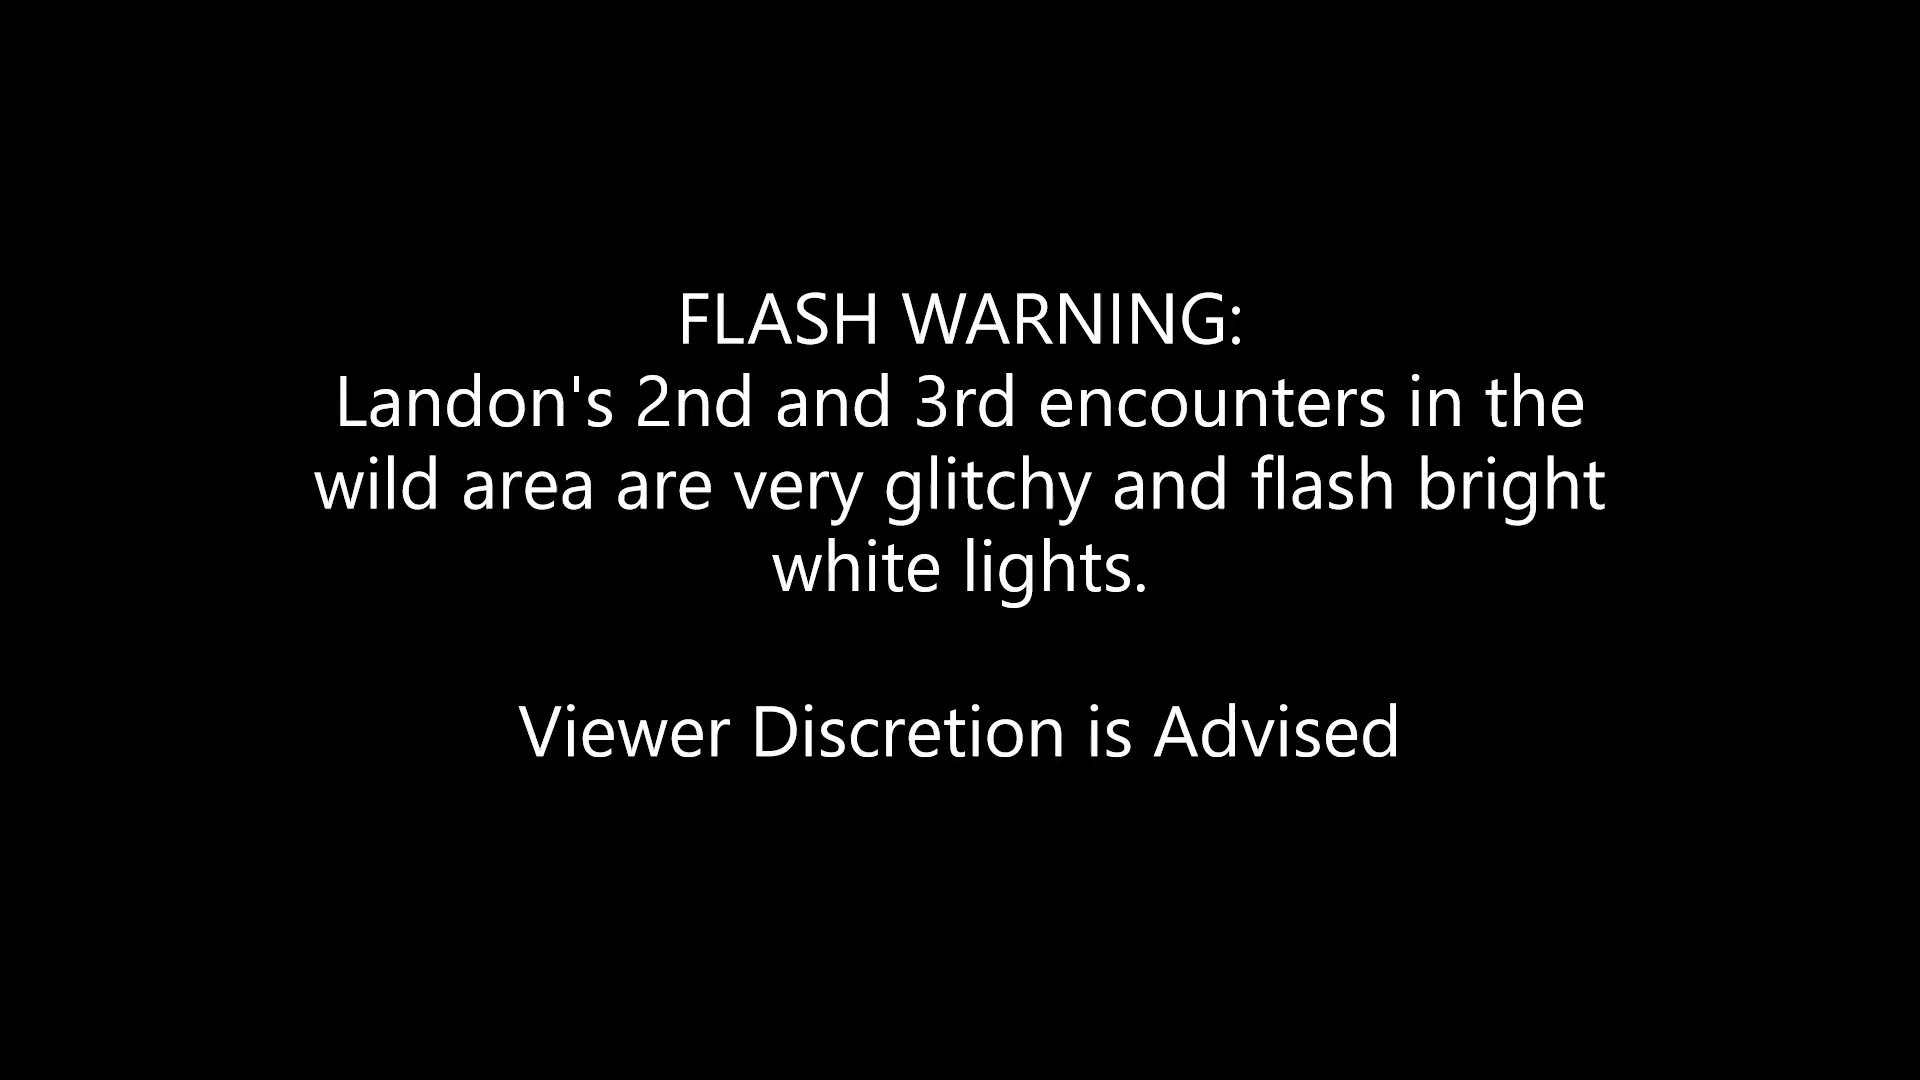 FLASH WARNING:
Landon's 2nd and 3rd encounters in the
wild area are very glitchy and flash bright
white lights.
Viewer Discretion is Advised